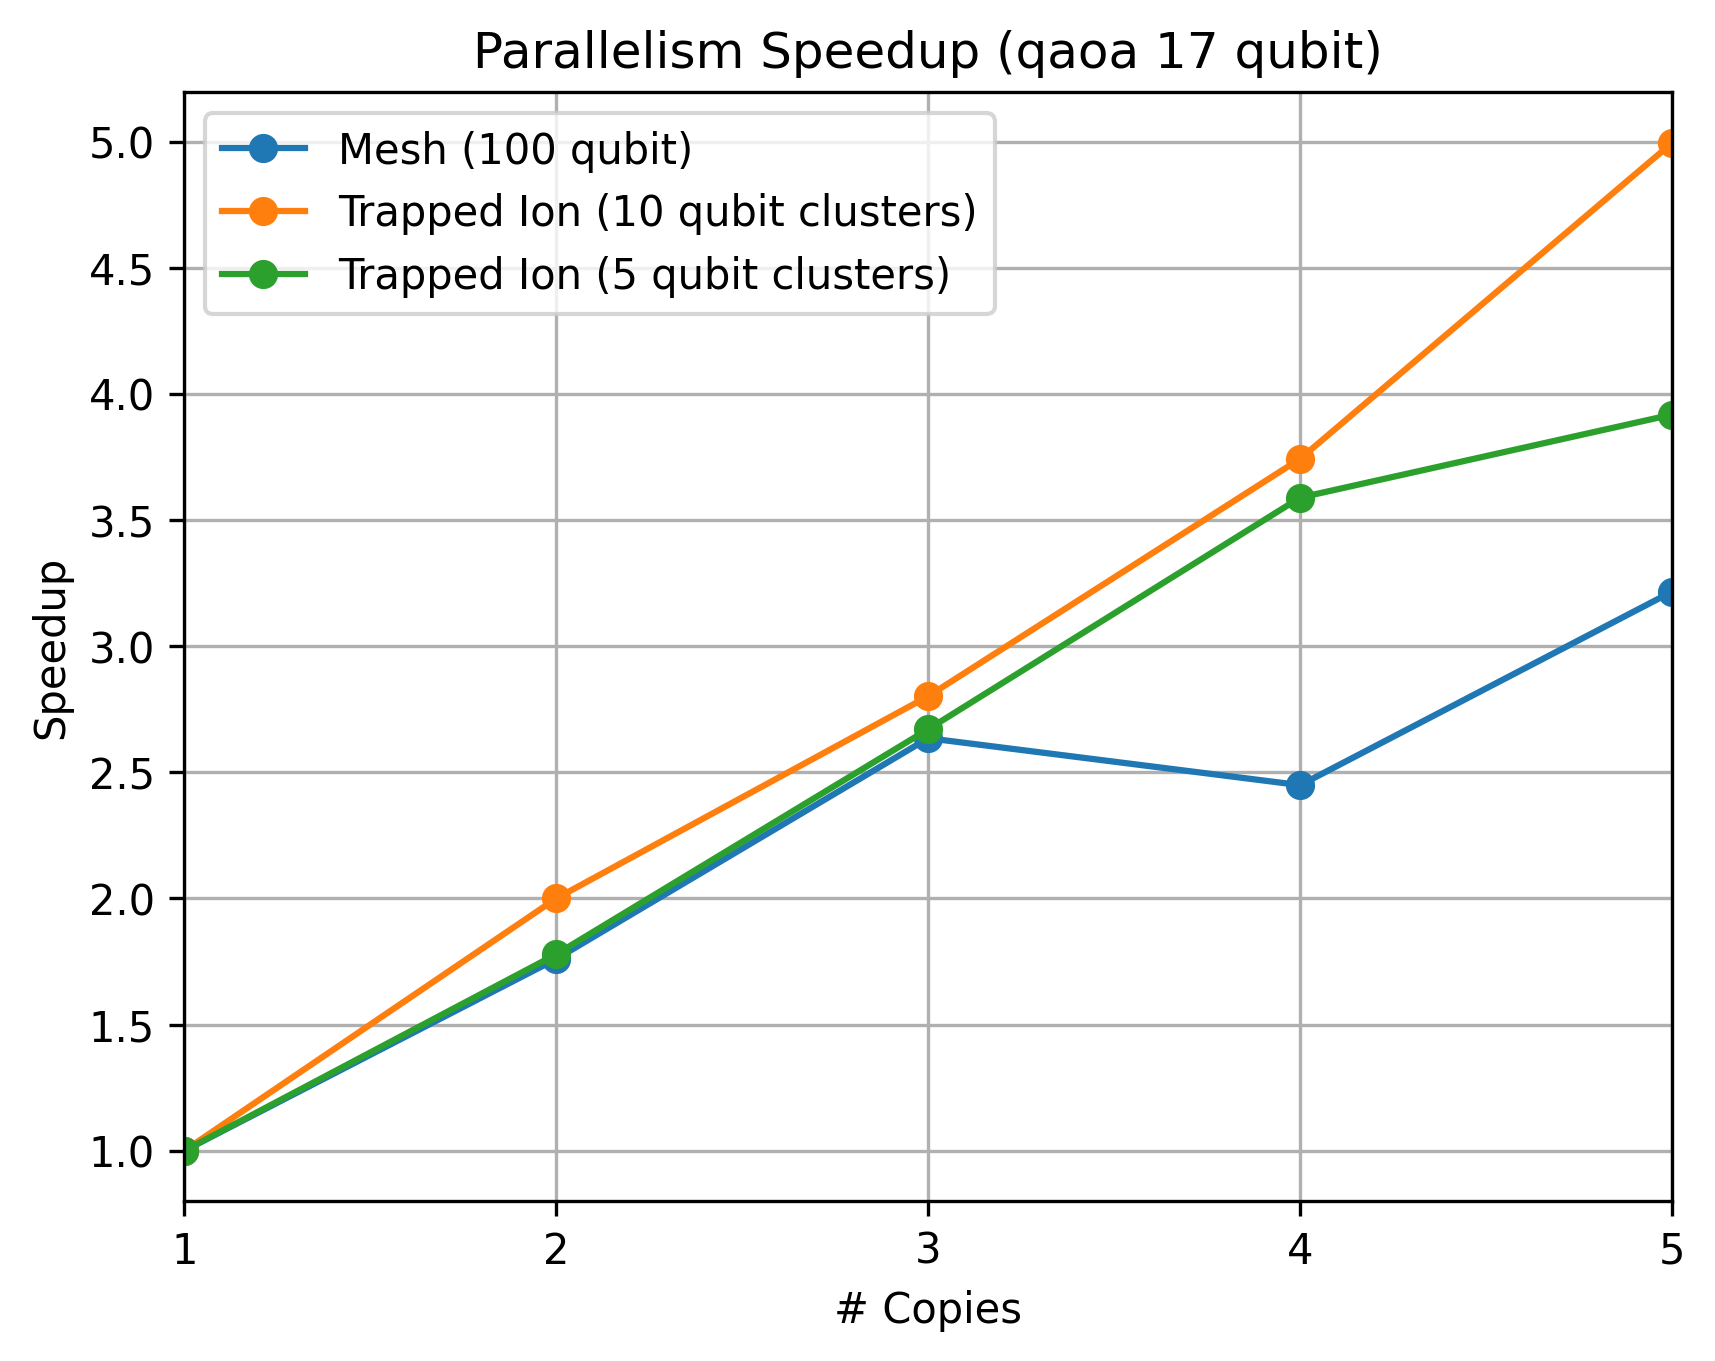 Parallelism Speedup (qaoa 17 qubit)
Mesh (100 qubit)
Trapped Ion (10 qubit clusters)
Trapped Ion (5 qubit clusters)
Speedup
5.0
4.5
4.0
3.5
3.0
2.5
2.0
1.5
1.0
1 2 3 4 5
# Copies